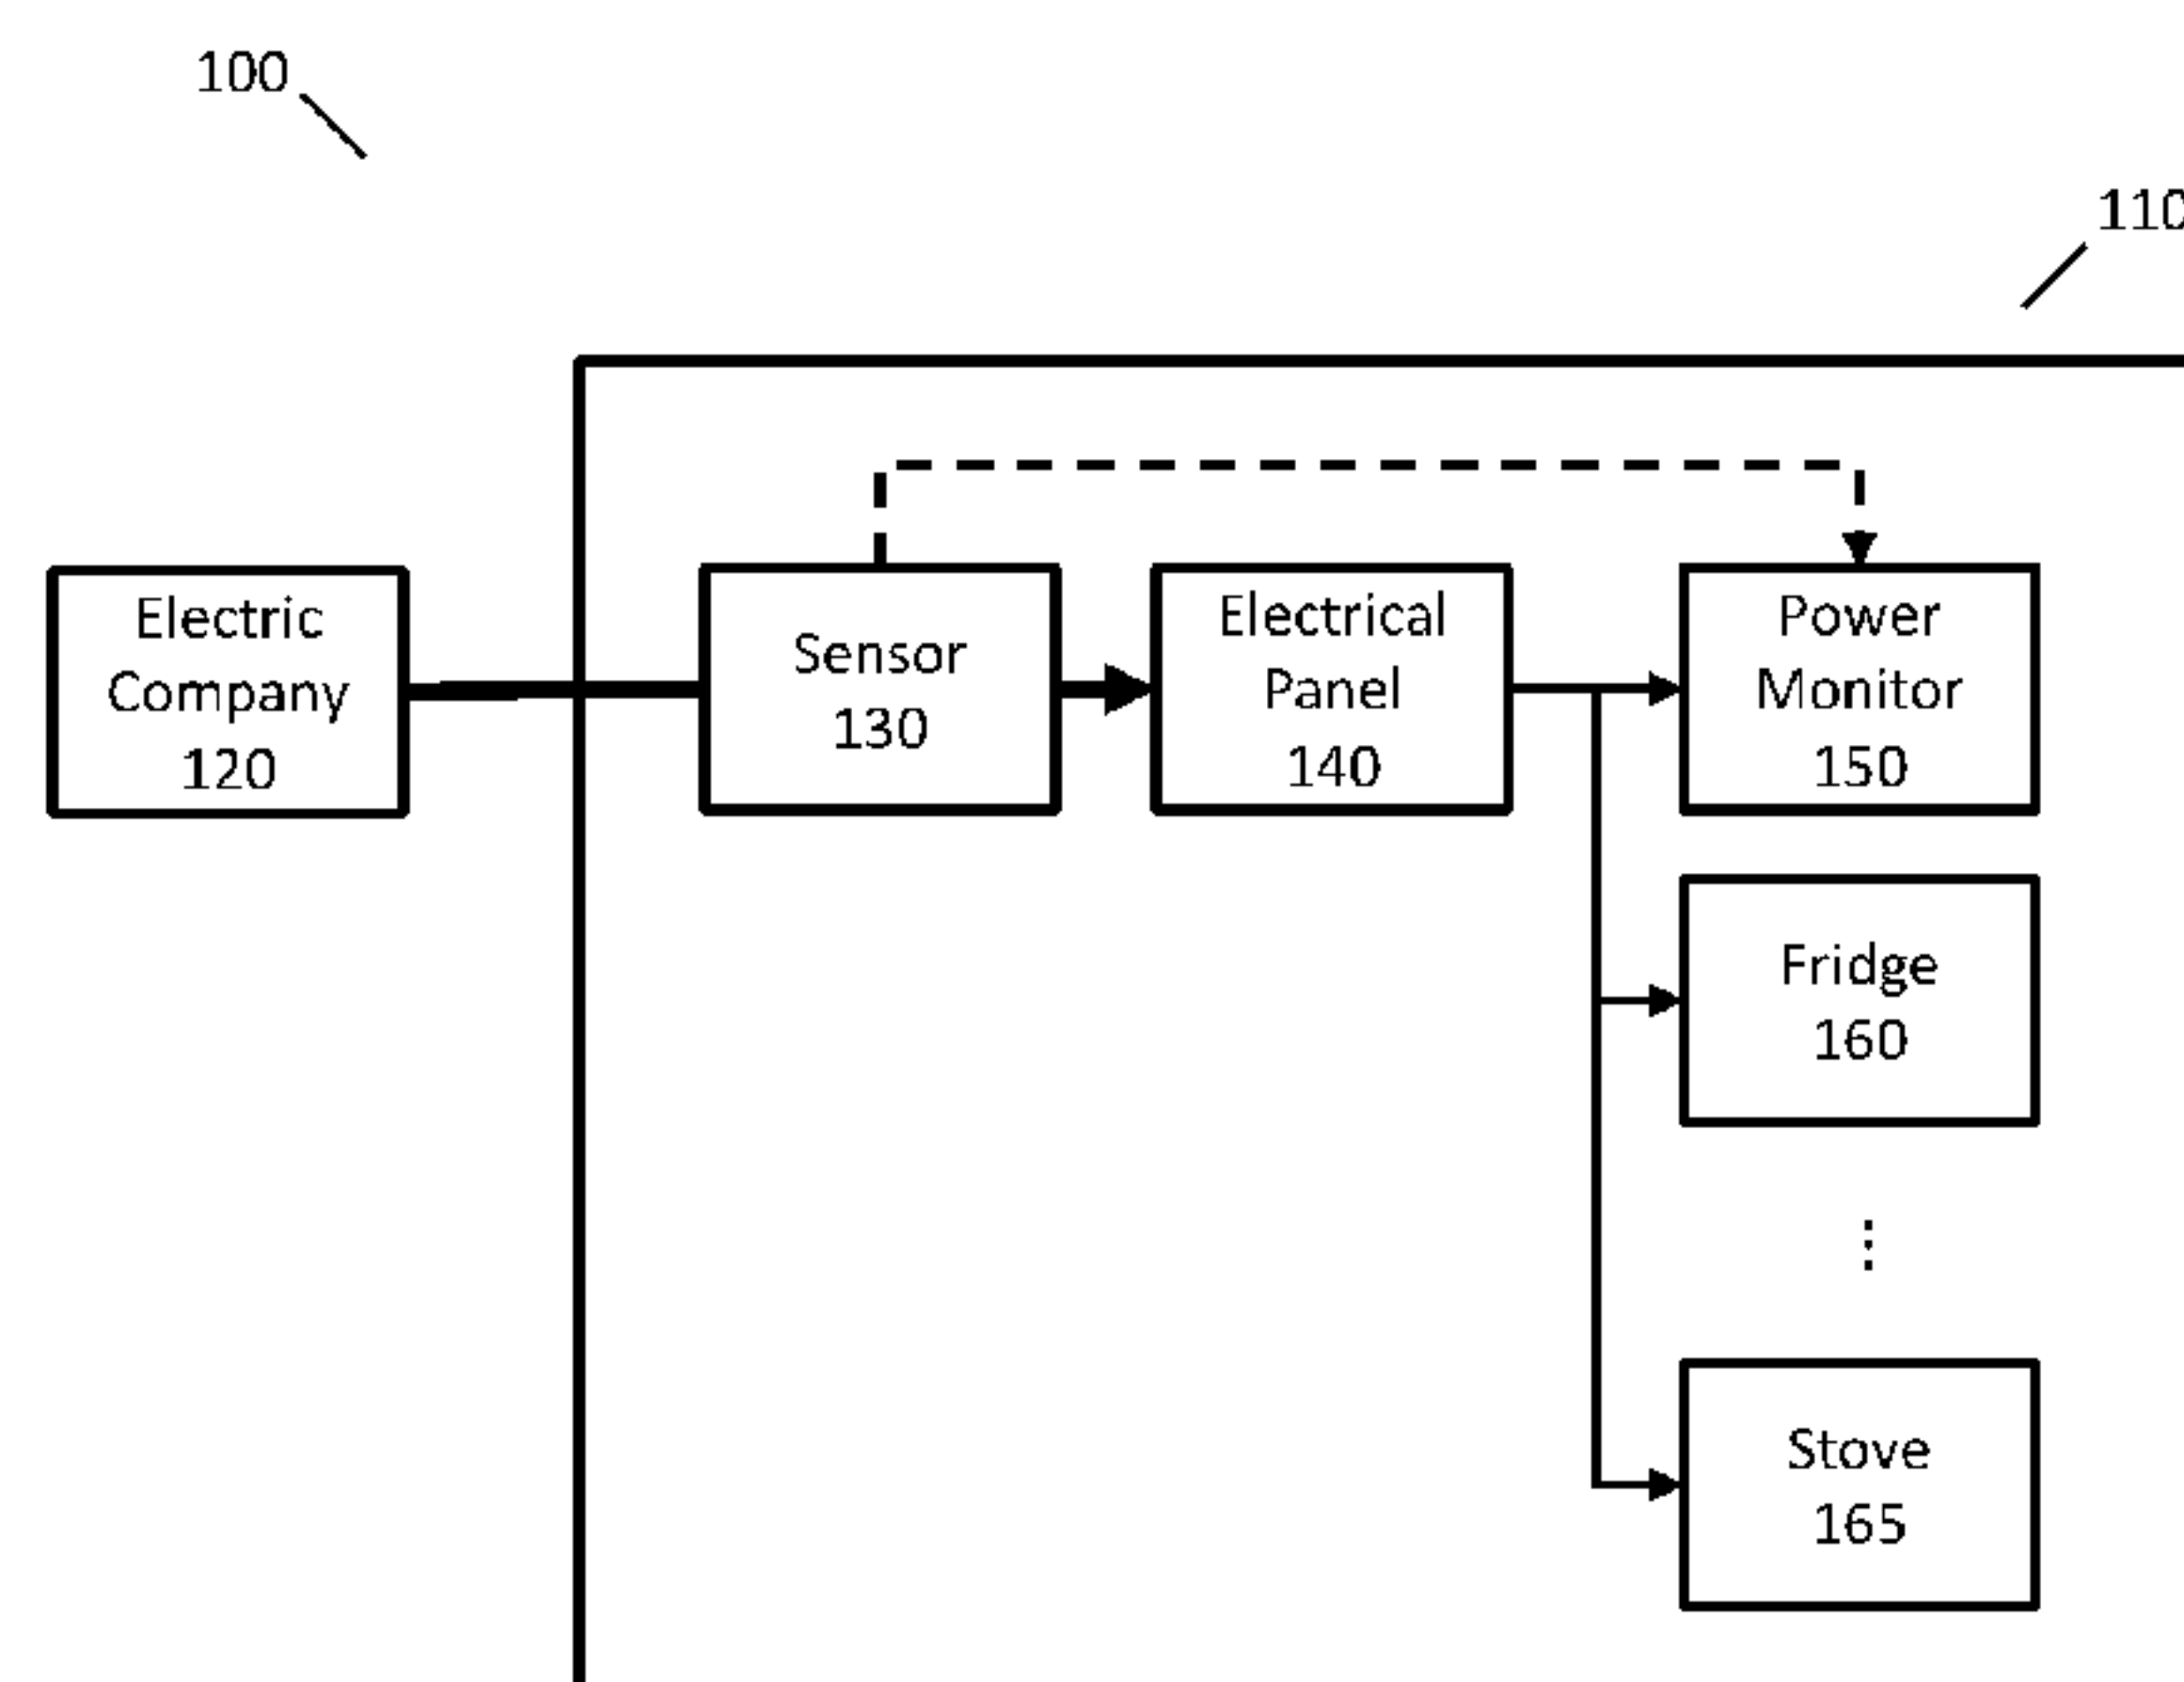 100
110
Electric
Company
120
Sensor
130
Electrical
Panel
140
Power
Monitor
150
Fridge
160
⋮
Stove
165